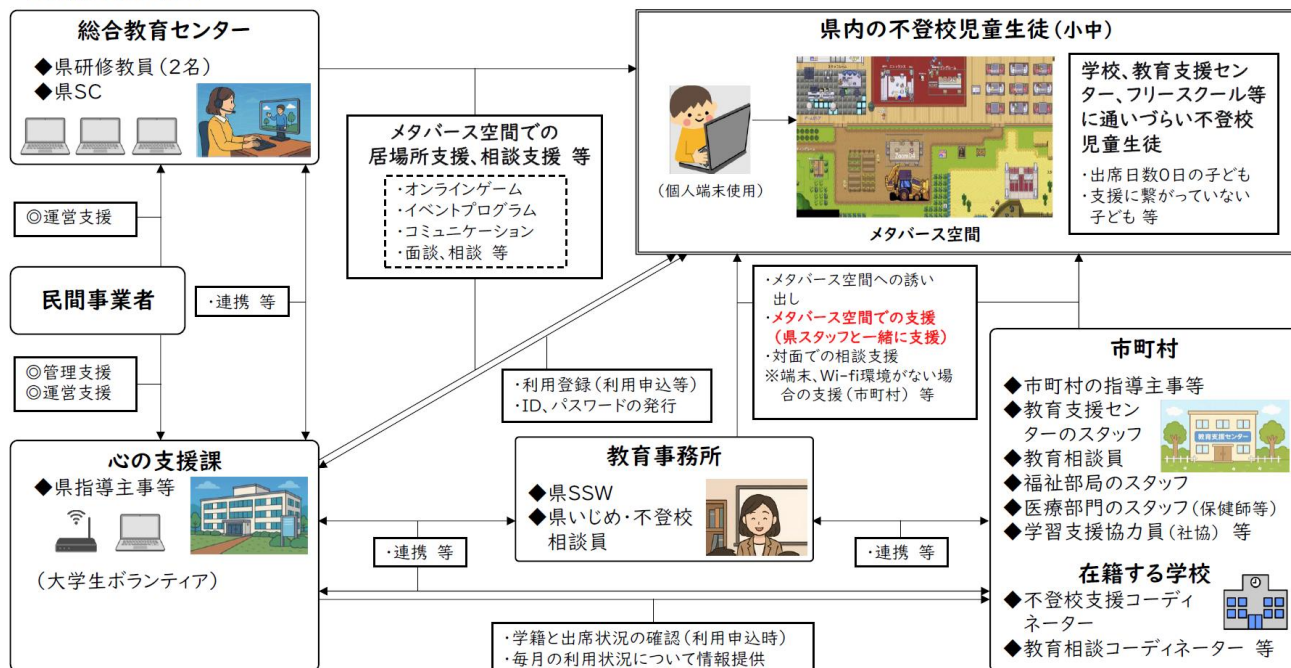 総合教育センター
◆県研修教員(2名)
◆県SC
◎運営支援
民間事業者
・連携 等
◎管理支援
◎運営支援
心の支援課
◆県指導主事等
(大学生ボランティア)
メタバース空間での
居場所支援、相談支援 等
・オンラインゲーム
・イベントプログラム
・コミュニケーション
・面談、相談 等
県内の不登校児童生徒(小中)
(個人端末使用)
メタバース空間
学校、教育支援セン
ター、フリースクール等
に通いづらい不登校
児童生徒
・出席日数0日の子ども
・支援に繋がっていない
子ども 等
・利用登録(利用申込等)
・ID、パスワードの発行
・メタバース空間への誘い
出し
・メタバース空間での支援
(県スタッフと一緒に支援)
・対面での相談支援
※端末、Wi-fi環境がない場
合の支援(市町村) 等
教育事務所
◆県SSW
◆県いじめ・不登校
相談員
・連携 等
・連携 等
市町村
◆市町村の指導主事等
◆教育支援セン
ターのスタッフ
◆教育相談員
◆福祉部局のスタッフ
◆医療部門のスタッフ(保健師等)
◆学習支援協力員(社協) 等
教育支援センター
在籍する学校
◆不登校支援コーディ
ネーター
◆教育相談コーディネーター 等
・学籍と出席状況の確認(利用申込時)
・毎月の利用状況について情報提供